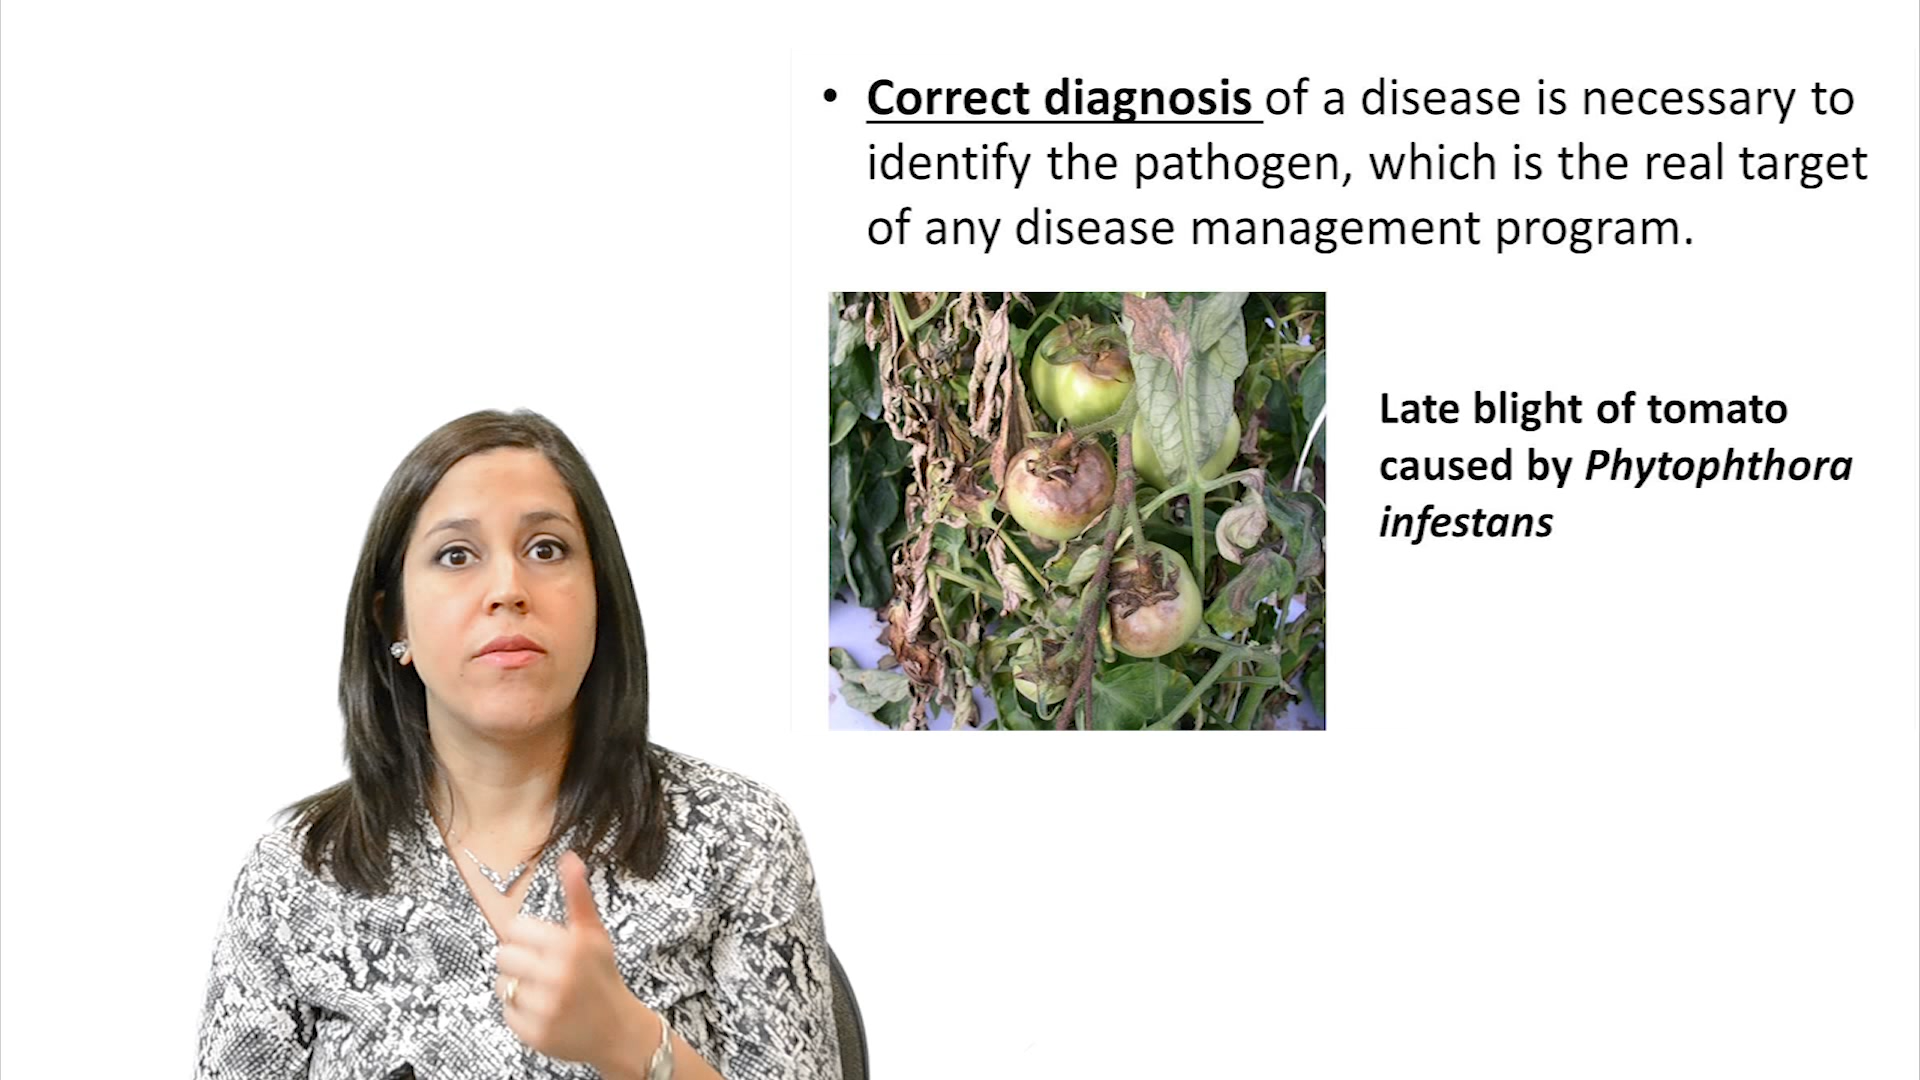 • Correct diagnosis of a disease is necessary to
identify the pathogen, which is the real target
of any disease management program.
Late blight of tomato
caused by Phytophthora
infestans